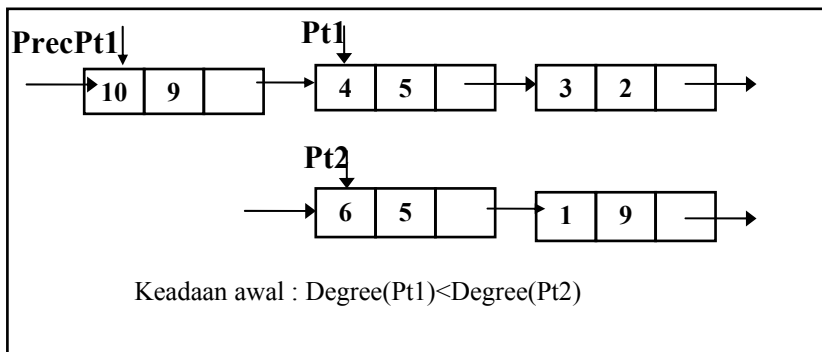 PrecPt1
Pt1
10 9
4 5
3 2
Pt2
6 5
1 9
Keadaan awal : Degree(Pt1)<Degree(Pt2)